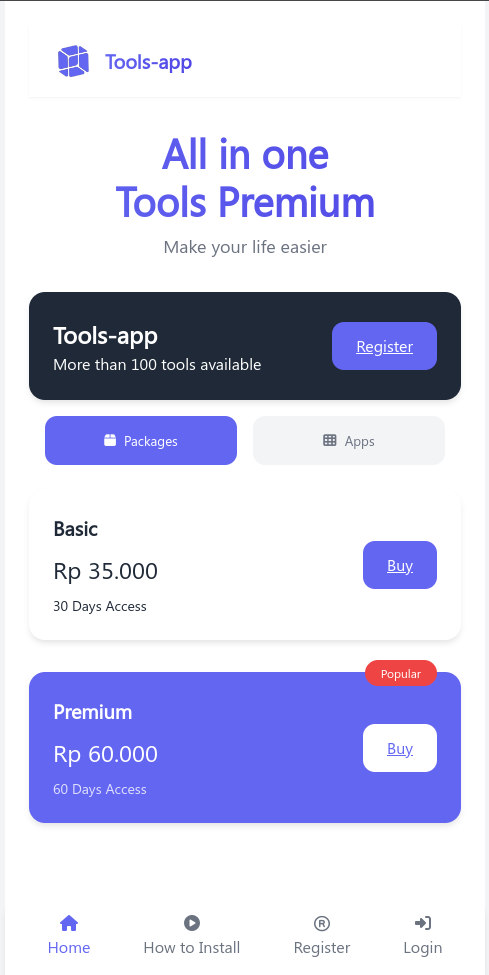 Tools-app
All in one
Tools Premium
Make your life easier
Tools-app
More than 100 tools available
Register
Packages
Apps
Basic
Rp 35.000
30 Days Access
Buy
Popular
Premium
Rp 60.000
60 Days Access
Buy
Home
How to Install
Register
Login